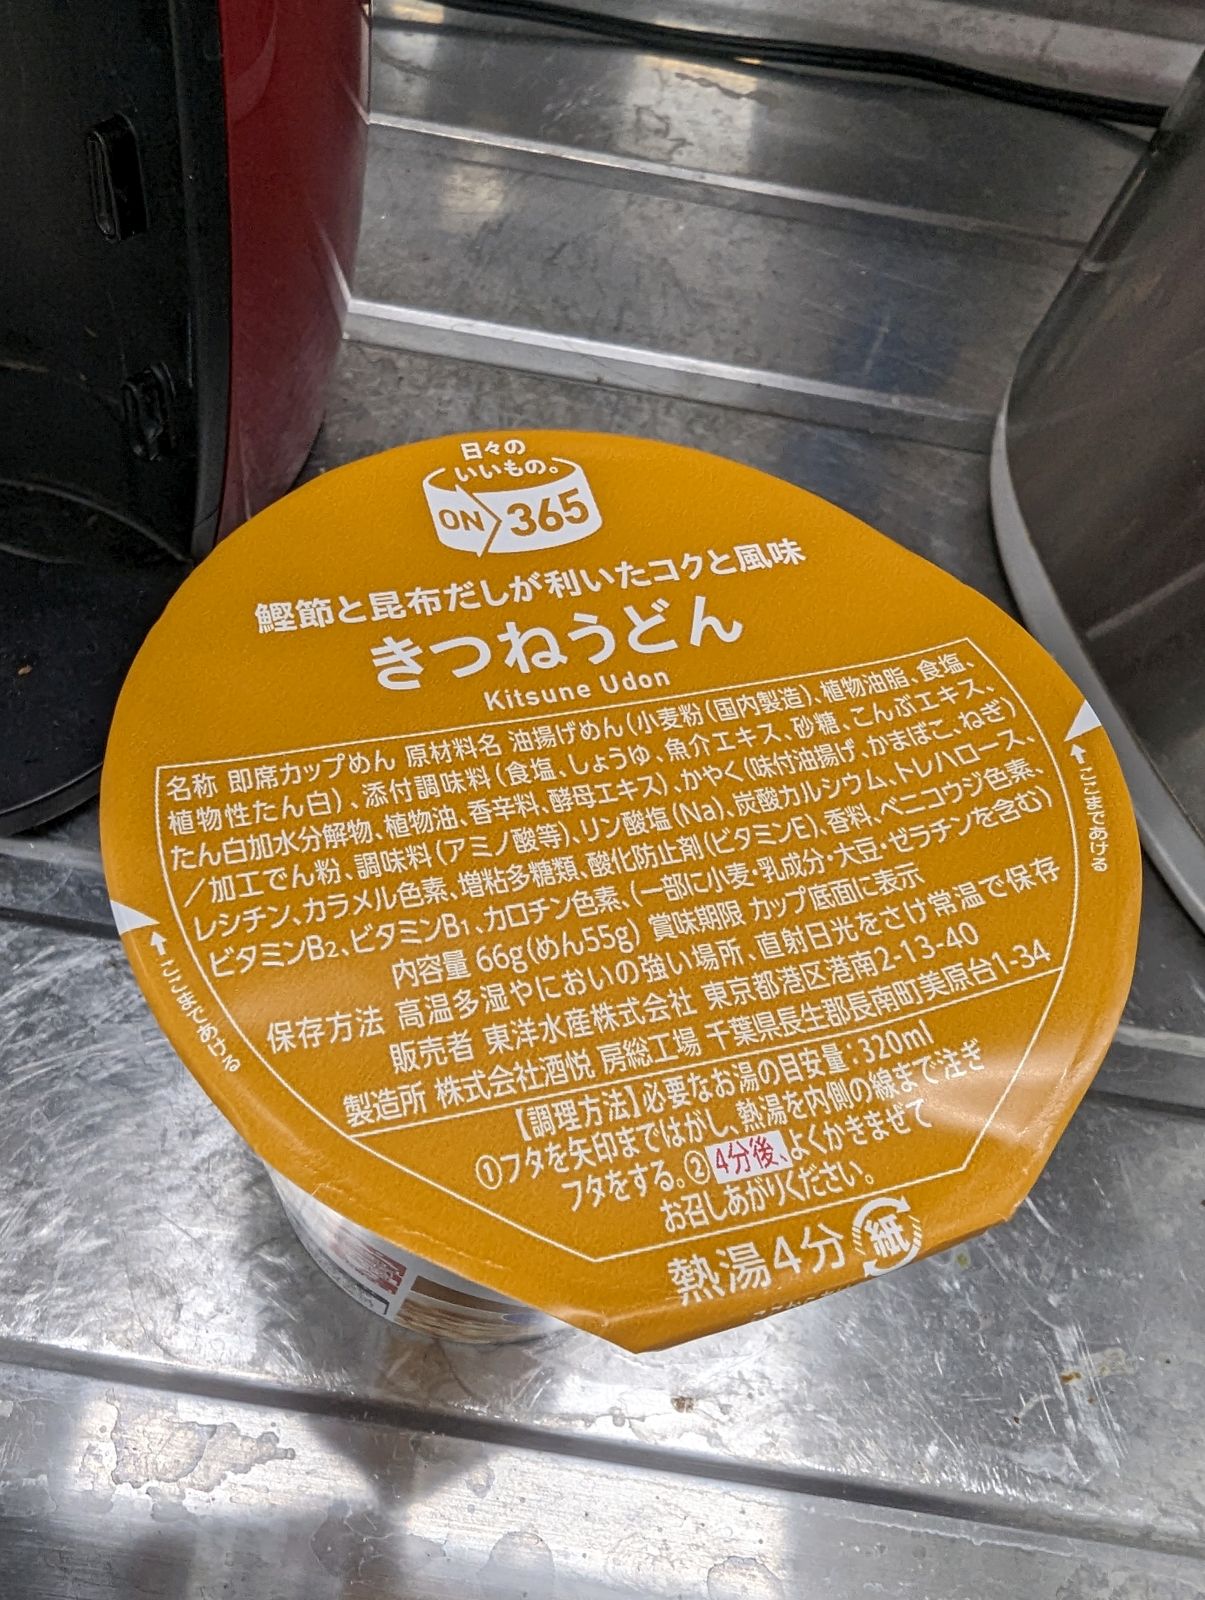 日々の
いいもの。
ON 365
鰹節と昆布だしが利いたコクと風味
きつねうどん
Kitsune Udon
名称 即席カップめん 原材料名 油揚げめん(小麦粉(国内製造)、植物油脂、食塩、
植物性たん白)、添付調味料(食塩、しょうゆ、魚介エキス、砂糖、こんぶエキス、
たん白加水分解物、植物油、香辛料、酵母エキス)、かやく(味付油揚げ、かまぼこ、ねぎ)
/加工でん粉、調味料(アミノ酸等)、リン酸塩(Na)、炭酸カルシウム、トレハロース、
レシチン、カラメル色素、増粘多糖類、酸化防止剤(ビタミンE)、香料、ベニコウジ色素、
ビタミンB2、ビタミンB1、カロチン色素、(一部に小麦・乳成分・大豆・ゼラチンを含む)
内容量 66g(めん55g) 賞味期限 カップ底面に表示
保存方法 高温多湿やにおいの強い場所、直射日光をさけ常温で保存
販売者 東洋水産株式会社 東京都港区港南2-13-40
製造所 株式会社酒悦 房総工場 千葉県長生郡長南町美原台1-34
【調理方法】必要なお湯の目安量:320ml
①フタを矢印まではがし、熱湯を内側の線まで注ぎ
フタをする。②4分後、よくかきまぜて
お召しあがりください。
熱湯4分
紙
ここまであける
ここまであける